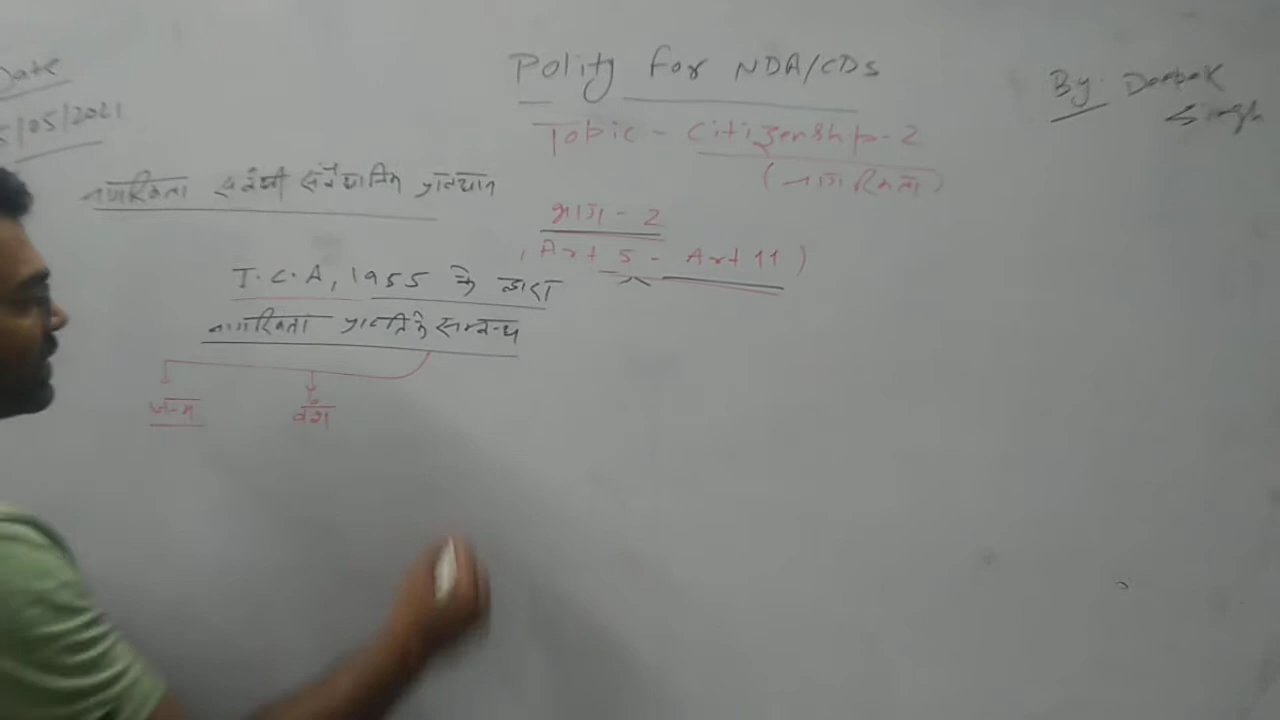 Date
5/05/2021
Polity for NDA/CDS
By: Deepak Singh
Topic - Citizenship-2
(नागरिकता)
नागरिकता संबंधी संवैधानिक प्रावधान
भाग - 2
(Art 5 - Art 11)
I.C.A, 1955 के द्वारा
नागरिकता प्राप्ति के सम्बन्ध
जन्म वंश